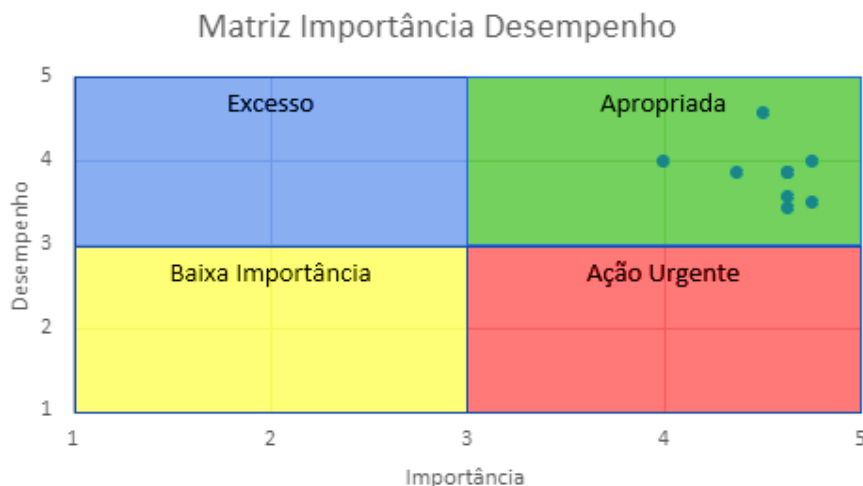 Matriz Importância Desempenho
5
Excesso
Apropriada
4
Desempenho
3
Baixa Importância
Ação Urgente
2
1
1
2
3
4
5
Importância